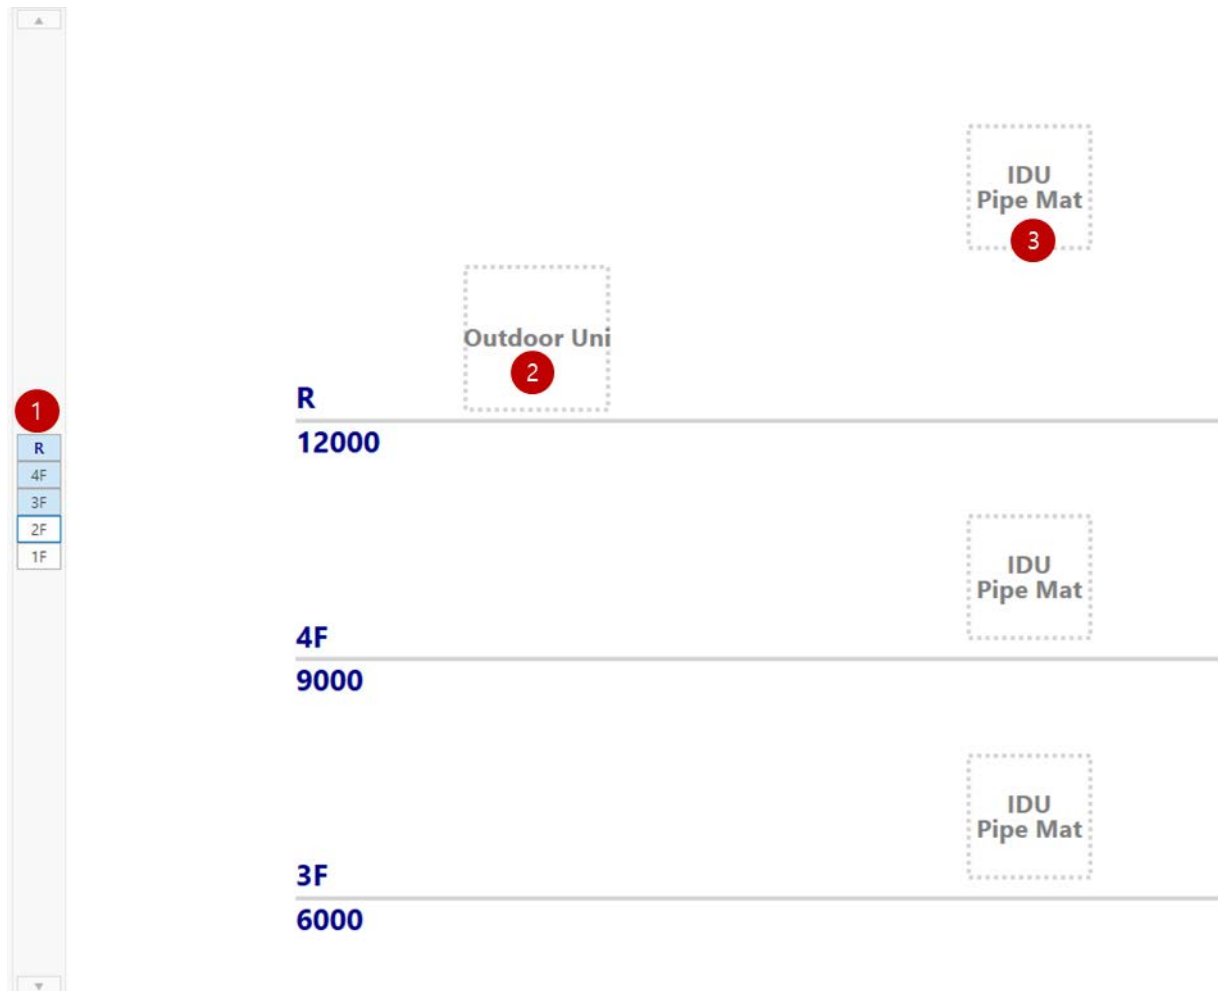 IDU
Pipe Mat
3
Outdoor Uni
2
1
R
12000
R
4F
3F
2F
1F
IDU
Pipe Mat
4F
9000
IDU
Pipe Mat
3F
6000